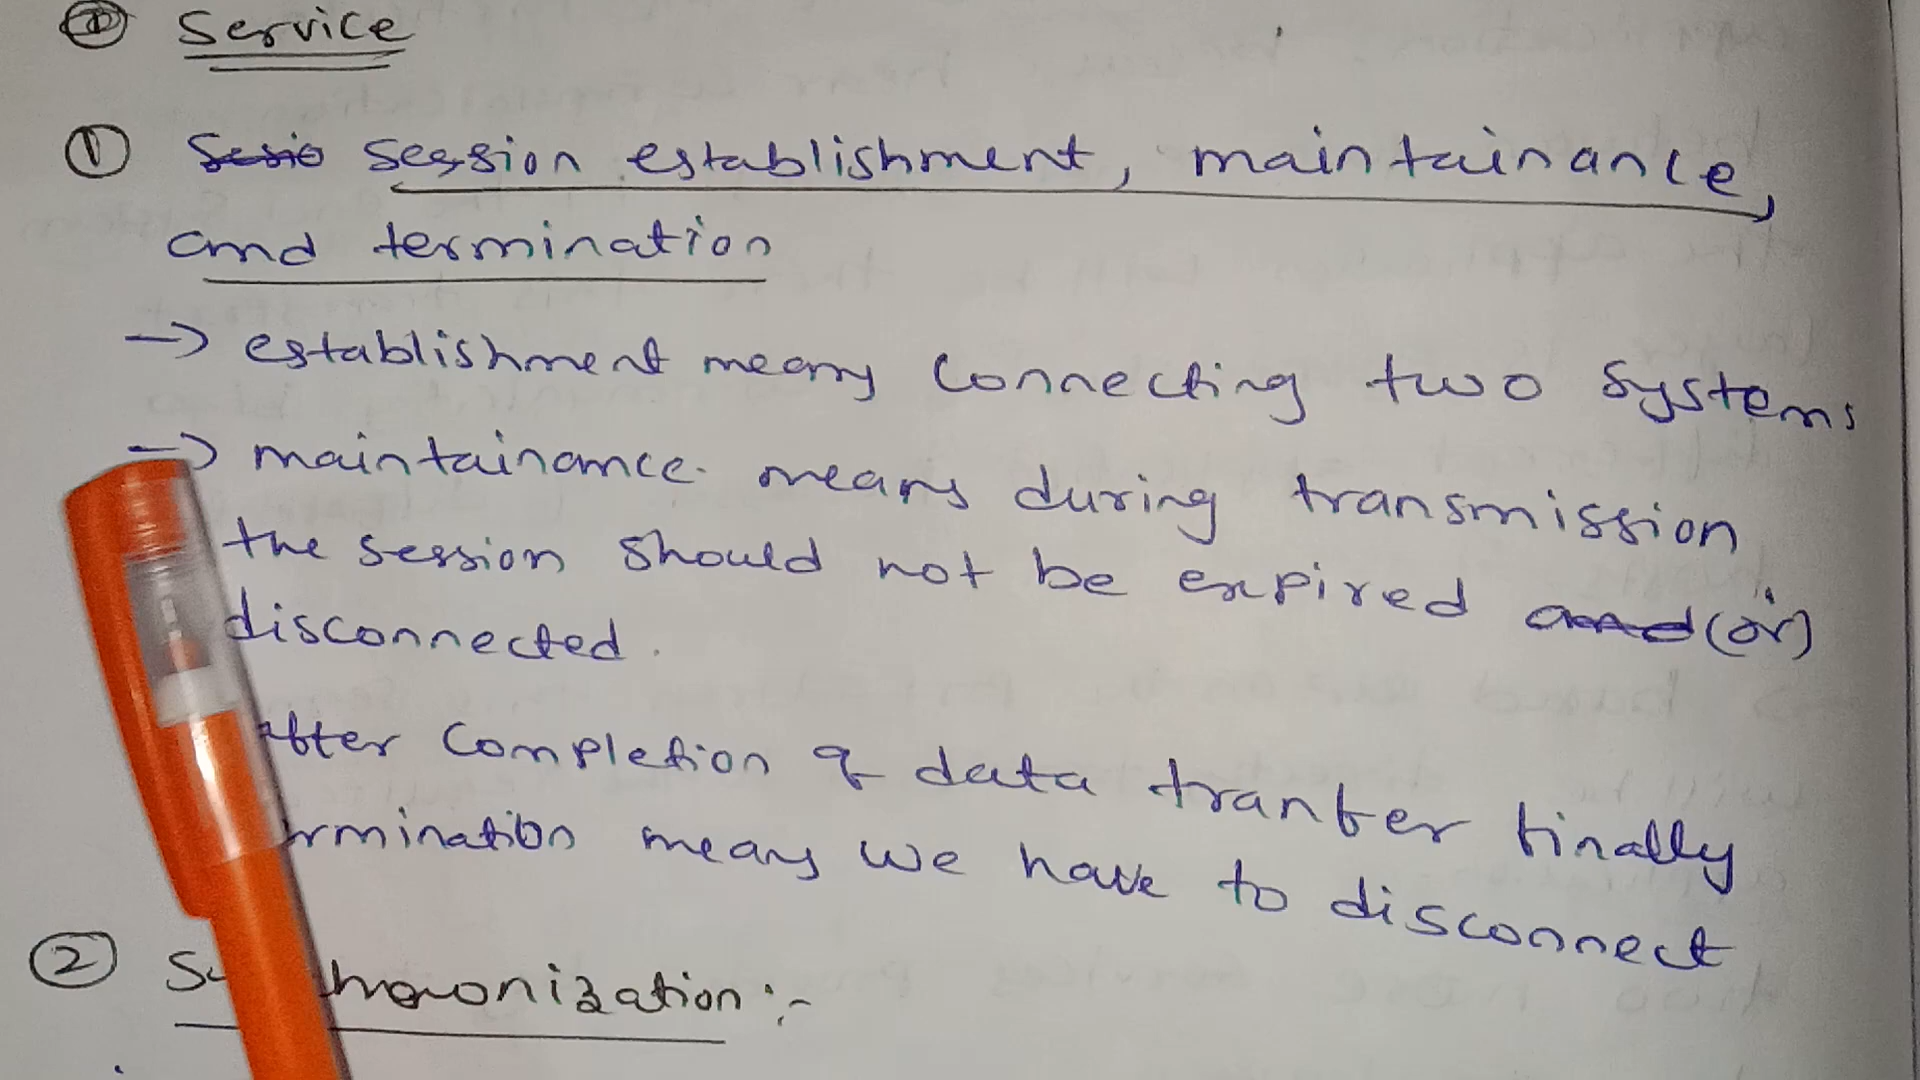 Service
① Session establishment, maintainance,
and termination
→ establishment means connecting two systems
→ maintainance means during transmission
the session should not be expired (or)
disconnected.
after completion of data tranfer finally
means we have to disconnect
②